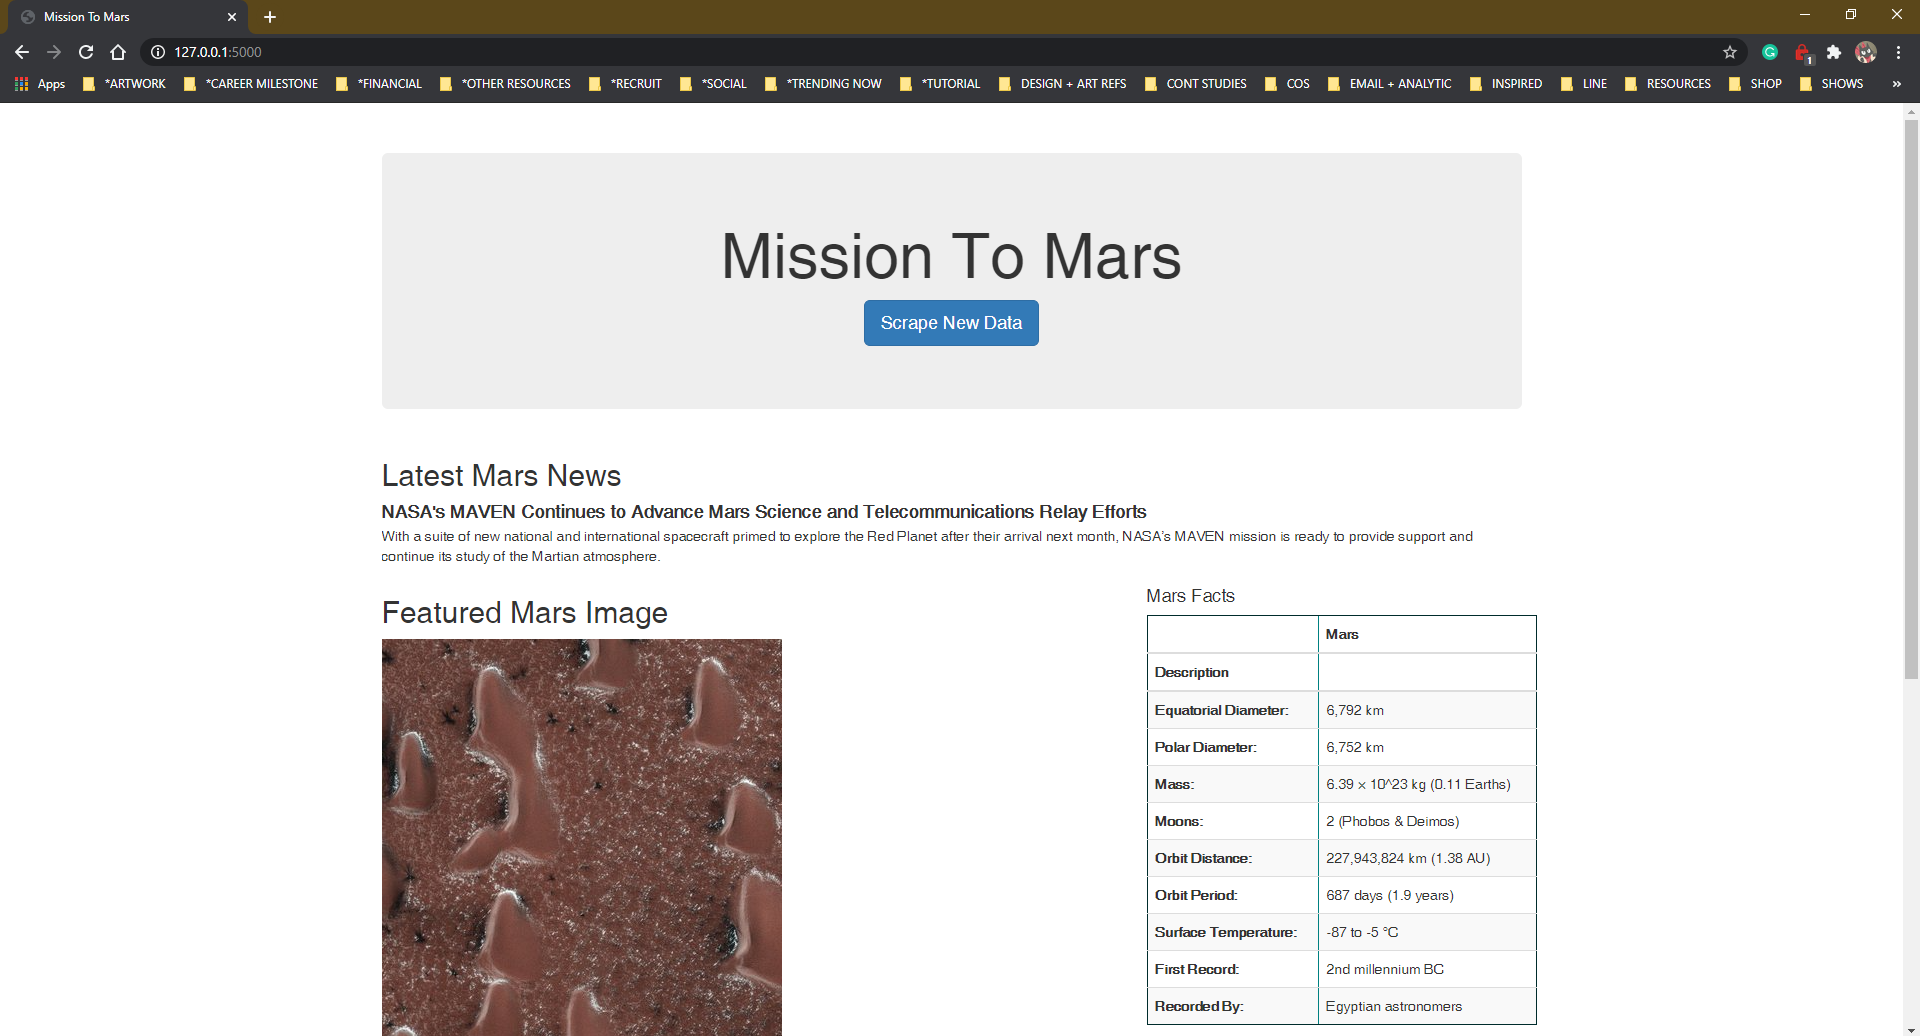 Mission To Mars
127.0.0.1:5000
1
Apps *ARTWORK *CAREER MILESTONE *FINANCIAL *OTHER RESOURCES *RECRUIT *SOCIAL *TRENDING NOW *TUTORIAL DESIGN + ART REFS CONT STUDIES COS EMAIL + ANALYTIC INSPIRED LINE RESOURCES SHOP SHOWS »
Mission To Mars
Scrape New Data
Latest Mars News
NASA's MAVEN Continues to Advance Mars Science and Telecommunications Relay Efforts
With a suite of new national and international spacecraft primed to explore the Red Planet after their arrival next month, NASA's MAVEN mission is ready to provide support and
continue its study of the Martian atmosphere.
Featured Mars Image
Mars Facts
Mars
Description
Equatorial Diameter: 6,792 km
Polar Diameter: 6,752 km
Mass: 6.39 × 10^23 kg (0.11 Earths)
Moons: 2 (Phobos & Deimos)
Orbit Distance: 227,943,824 km (1.38 AU)
Orbit Period: 687 days (1.9 years)
Surface Temperature: -87 to -5 °C
First Record: 2nd millennium BC
Recorded By: Egyptian astronomers